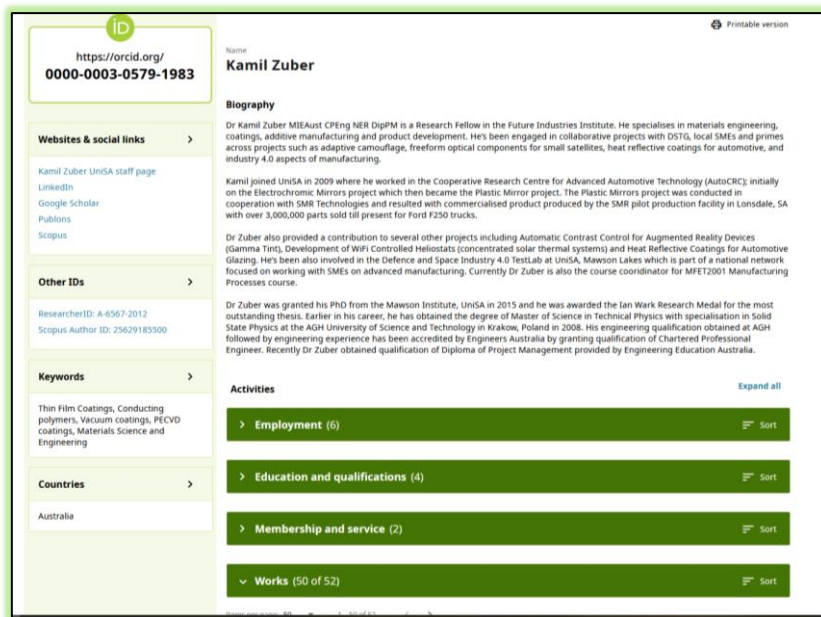 iD
https://orcid.org/
0000-0003-0579-1983
Websites & social links
Kamil Zuber UniSA staff page
LinkedIn
Google Scholar
Publons
Scopus
Other IDs
ResearcherID: A-6567-2012
Scopus Author ID: 25629185500
Keywords
Thin Film Coatings, Conducting
polymers, Vacuum coatings, PECVD
coatings, Materials Science and
Engineering
Countries
Australia
Printable version
Name
Kamil Zuber
Biography
Dr Kamil Zuber MIEAust CPEng NER DipPM is a Research Fellow in the Future Industries Institute. He specialises in materials engineering,
coatings, additive manufacturing and product development. He's been engaged in collaborative projects with DSTG, local SMEs and primes
across projects such as adaptive camouflage, freeform optical components for small satellites, heat reflective coatings for automotive, and
industry 4.0 aspects of manufacturing.
Kamil joined UniSA in 2009 where he worked in the Cooperative Research Centre for Advanced Automotive Technology (AutoCRC); initially
on the Electrochromic Mirrors project which then became the Plastic Mirror project. The Plastic Mirrors project was conducted in
cooperation with SMR Technologies and resulted with commercialised product produced by the SMR pilot production facility in Lonsdale, SA
with over 3,000,000 parts sold till present for Ford F250 trucks.
Dr Zuber also provided a contribution to several other projects including Automatic Contrast Control for Augmented Reality Devices
(Gamma Tint), Development of WiFi Controlled Heliostats (concentrated solar thermal systems) and Heat Reflective Coatings for Automotive
Glazing. He's been also involved in the Defence and Space Industry 4.0 TestLab at UniSA, Mawson Lakes which is part of a national network
focused on working with SMEs on advanced manufacturing. Currently Dr Zuber is also the course cooridinator for MFET2001 Manufacturing
Processes course.
Dr Zuber was granted his PhD from the Mawson Institute, UniSA in 2015 and he was awarded the Ian Wark Research Medal for the most
outstanding thesis. Earlier in his career, he has obtained the degree of Master of Science in Technical Physics with specialisation in Solid
State Physics at the AGH University of Science and Technology in Krakow, Poland in 2008. His engineering qualification obtained at AGH
followed by engineering experience has been accredited by Engineers Australia by granting qualification of Chartered Professional
Engineer. Recently Dr Zuber obtained qualification of Diploma of Project Management provided by Engineering Education Australia.
Activities
Expand all
Employment (6)
Sort
Education and qualifications (4)
Sort
Membership and service (2)
Sort
Works (50 of 52)
Sort